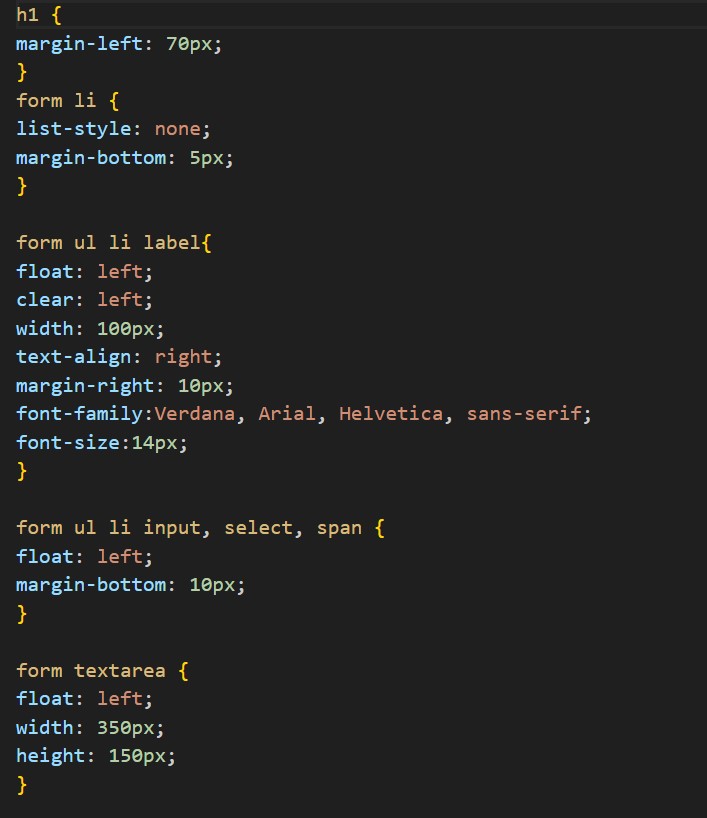 h1 {
margin-left: 70px;
}
form li {
list-style: none;
margin-bottom: 5px;
}
form ul li label{
float: left;
clear: left;
width: 100px;
text-align: right;
margin-right: 10px;
font-family:Verdana, Arial, Helvetica, sans-serif;
font-size:14px;
}
form ul li input, select, span {
float: left;
margin-bottom: 10px;
}
form textarea {
float: left;
width: 350px;
height: 150px;
}